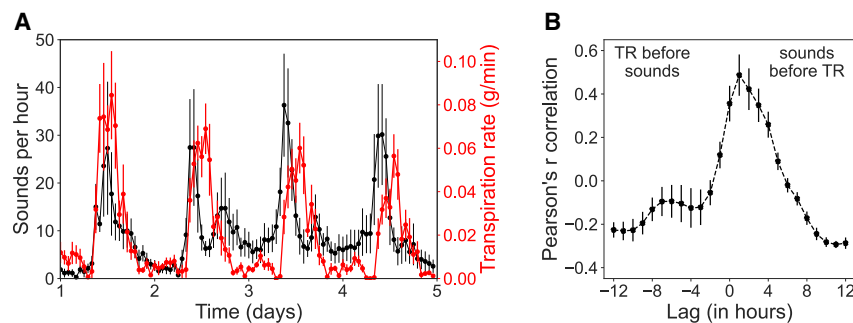 A
Sounds per hour
50
40
30
20
10
0
1
2
3
4
5
Time (days)
0.10
0.08
0.06
0.04
0.02
0.00
Transpiration rate (g/min)
B
Pearson's r correlation
0.6
0.4
0.2
0.0
−0.2
−0.4
TR before
sounds
sounds
before TR
−12
−8
−4
0
4
8
12
Lag (in hours)